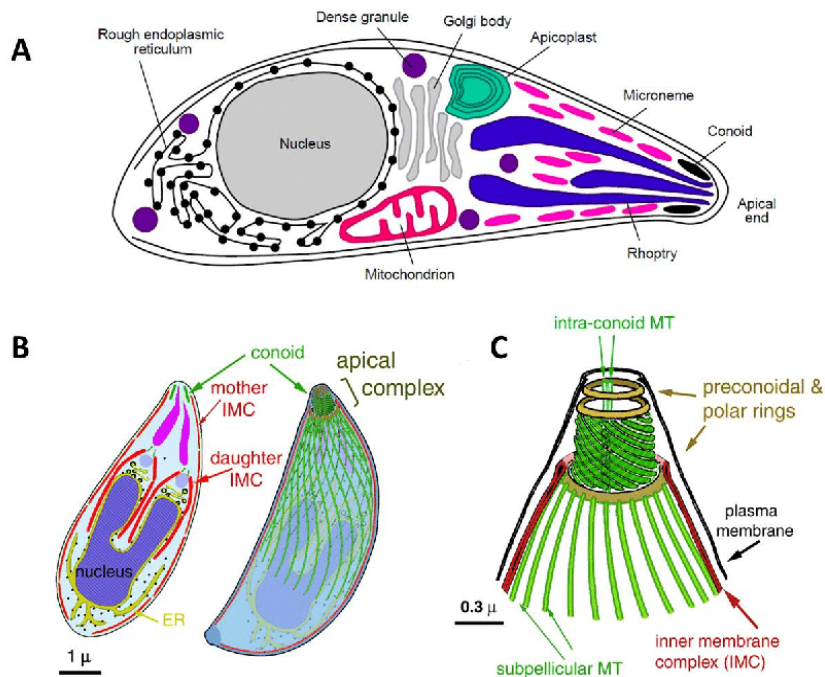 A
Rough endoplasmic
reticulum
Dense granule
Golgi body
Apicoplast
Microneme
Conoid
Nucleus
Apical
end
Rhoptry
Mitochondrion
B
conoid
apical
complex
mother
IMC
daughter
IMC
nucleus
ER
1 µ
C
intra-conoid MT
preconoidal &
polar rings
plasma
membrane
0.3 µ
subpellicular MT
inner membrane
complex (IMC)